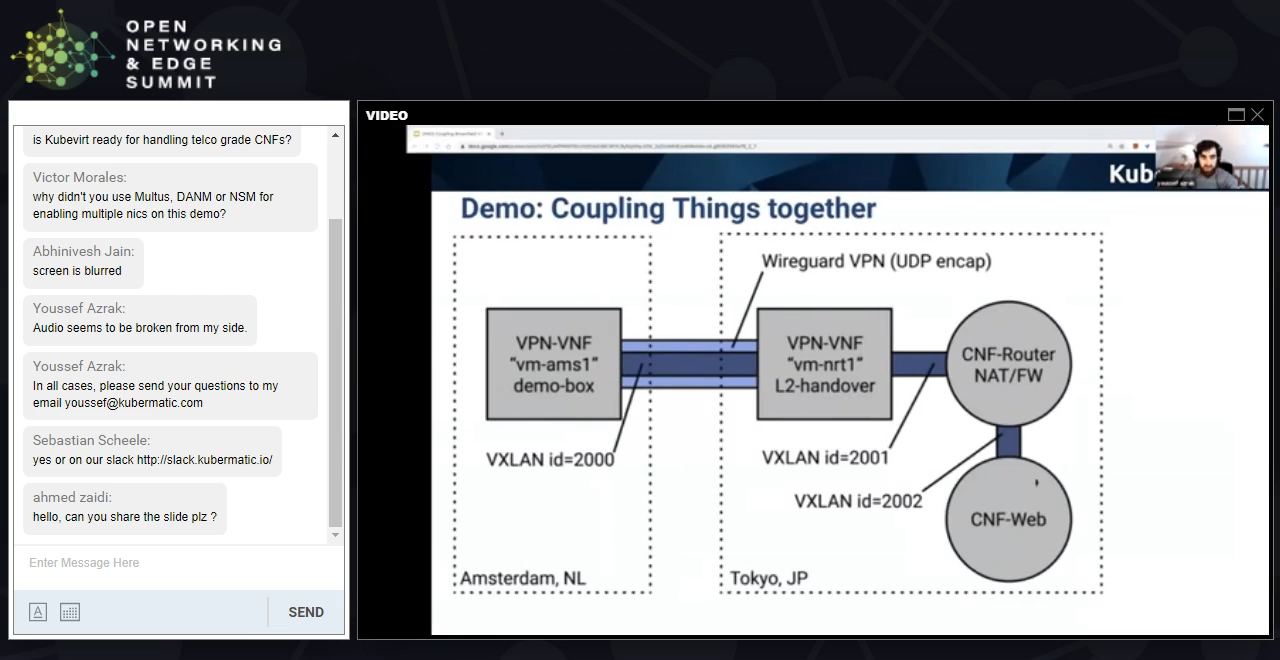 OPEN
NETWORKING
& EDGE
SUMMIT
is Kubevirt ready for handling telco grade CNFs?
Victor Morales:
why didn't you use Multus, DANM or NSM for
enabling multiple nics on this demo?
Abhinivesh Jain:
screen is blurred
Youssef Azrak:
Audio seems to be broken from my side.
Youssef Azrak:
In all cases, please send your questions to my
email youssef@kubermatic.com
Sebastian Scheele:
yes or on our slack http://slack.kubermatic.io/
ahmed zaidi:
hello, can you share the slide plz ?
Enter Message Here
A
SEND
VIDEO
Kub
youssef azrak
Demo: Coupling Things together
Wireguard VPN (UDP encap)
VPN-VNF
"vm-ams1"
demo-box
VPN-VNF
"vm-nrt1"
L2-handover
CNF-Router
NAT/FW
VXLAN id=2000
VXLAN id=2001
VXLAN id=2002
CNF-Web
Amsterdam, NL
Tokyo, JP